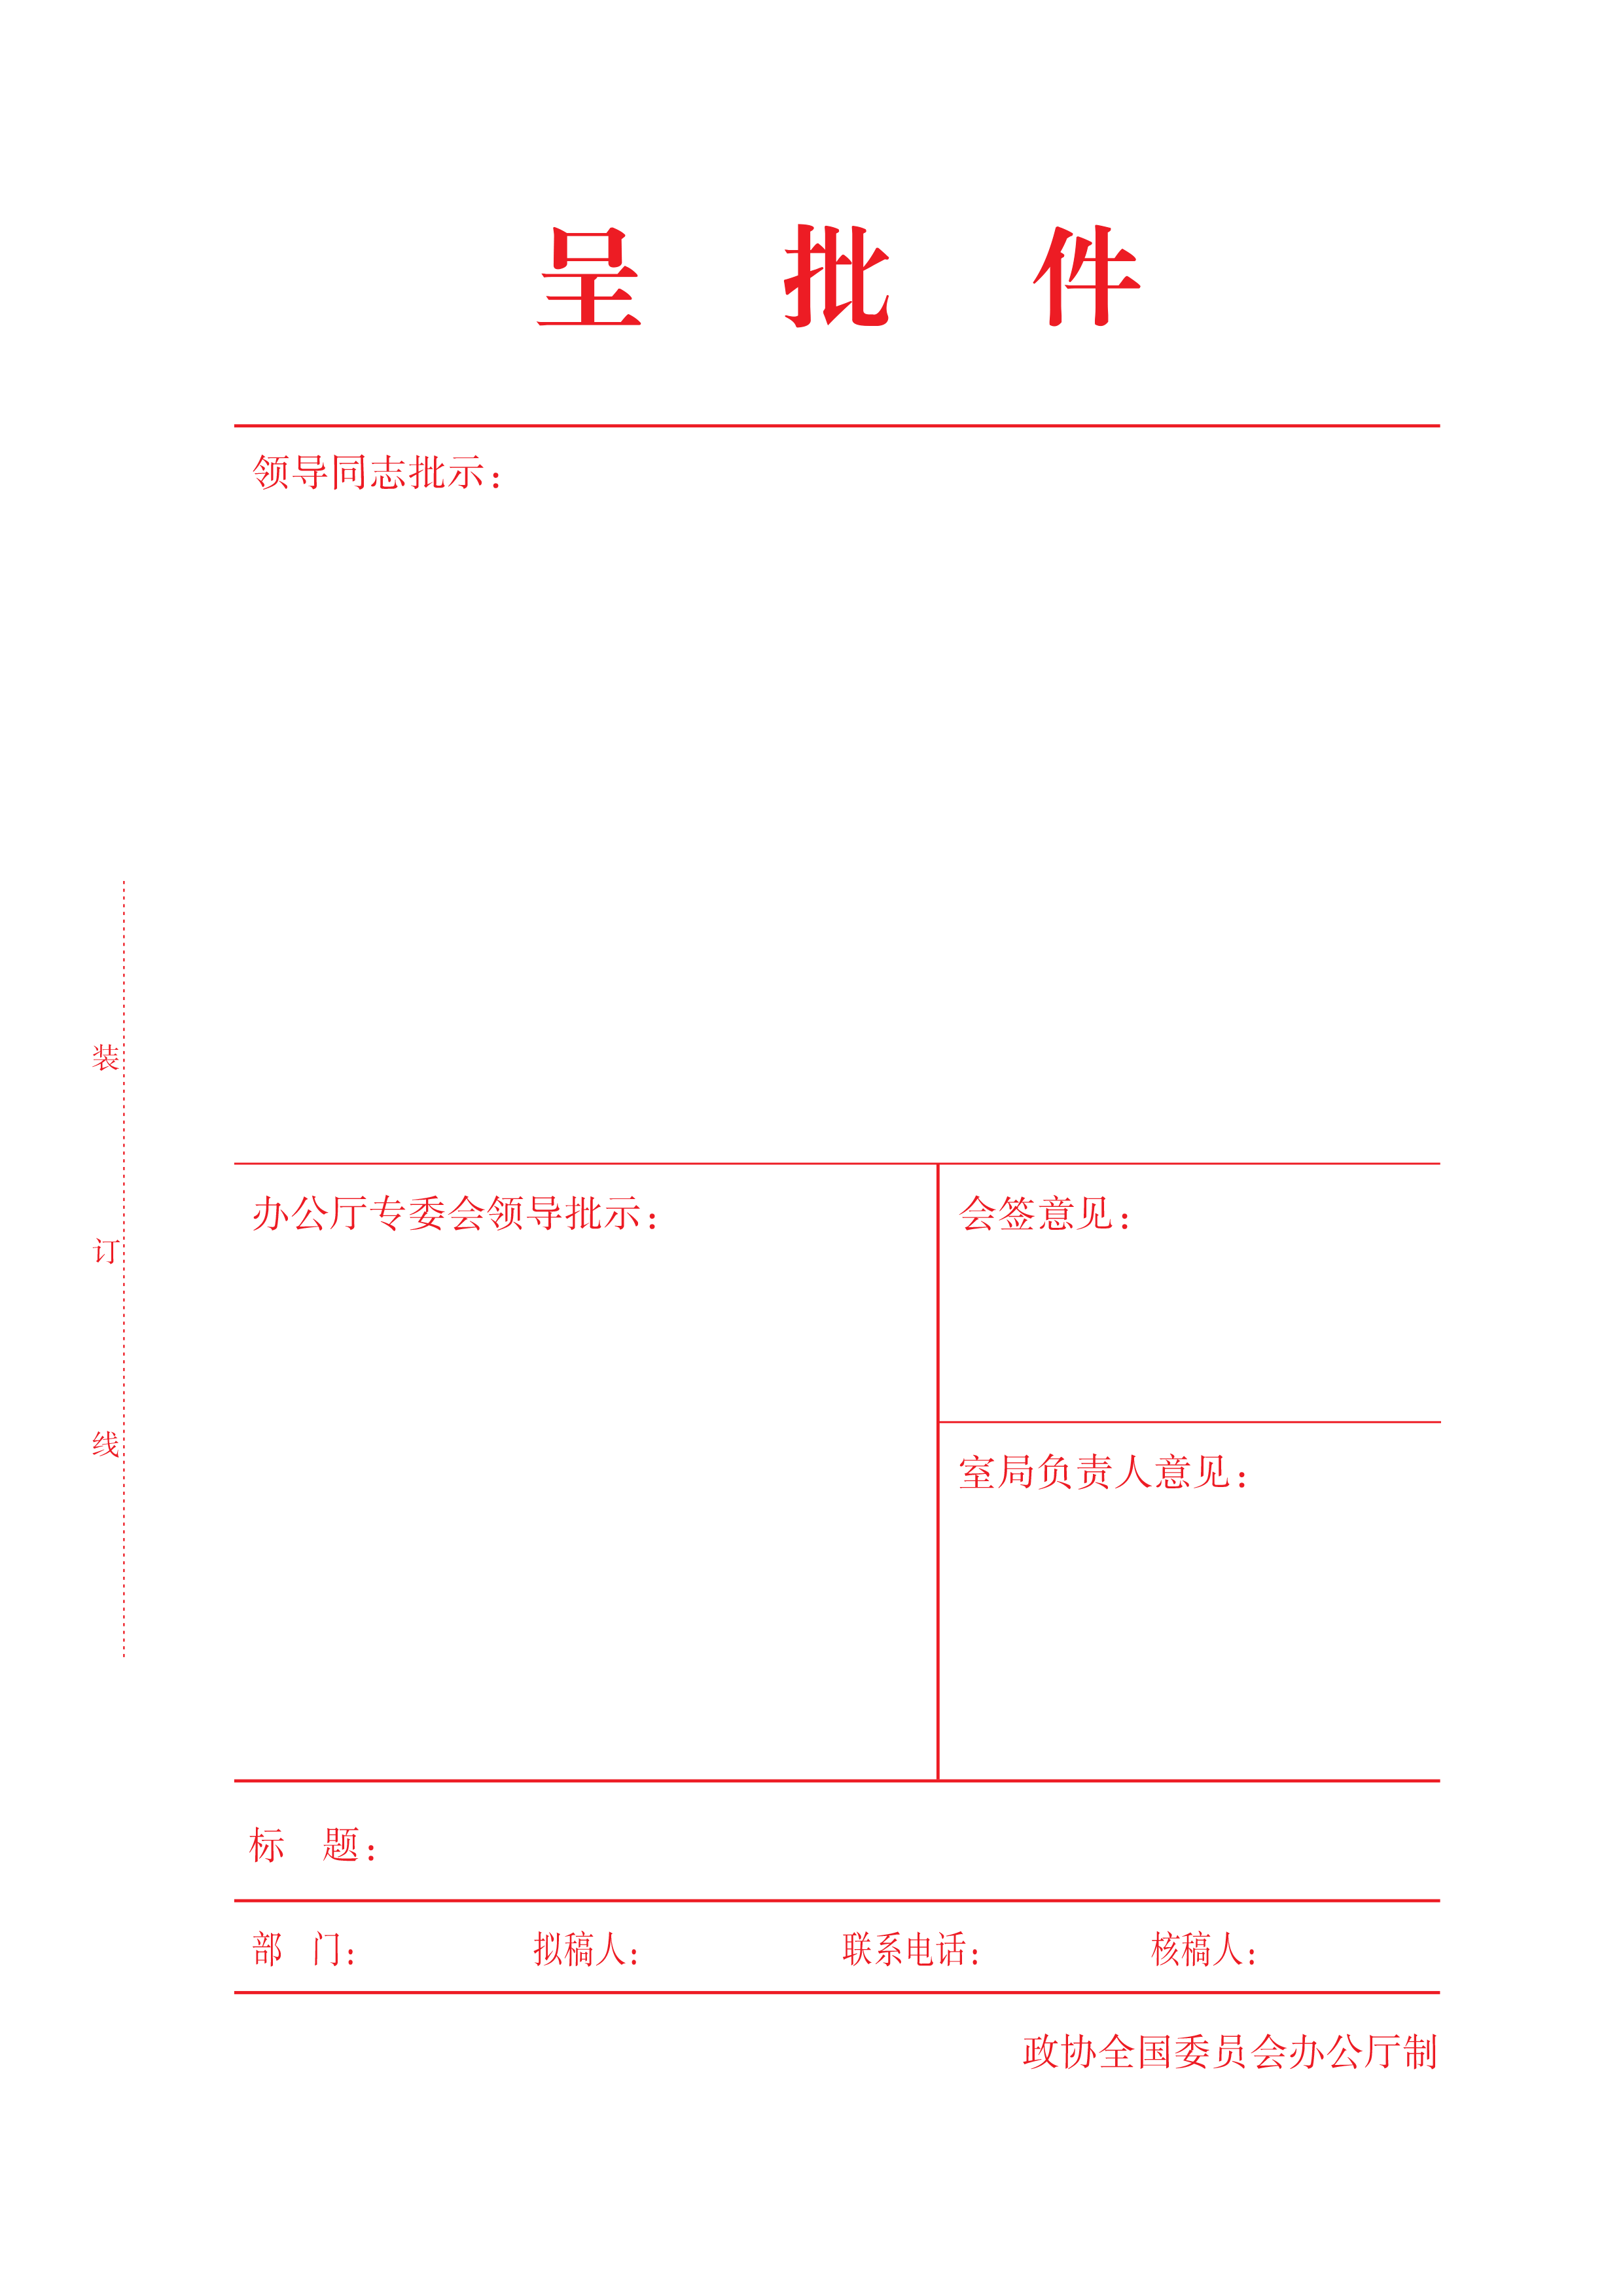 呈 批 件
领导同志批示：
装
订
线
办公厅专委会领导批示：
会签意见：
室局负责人意见：
标 题：
部 门： 拟稿人： 联系电话： 核稿人：
政协全国委员会办公厅制